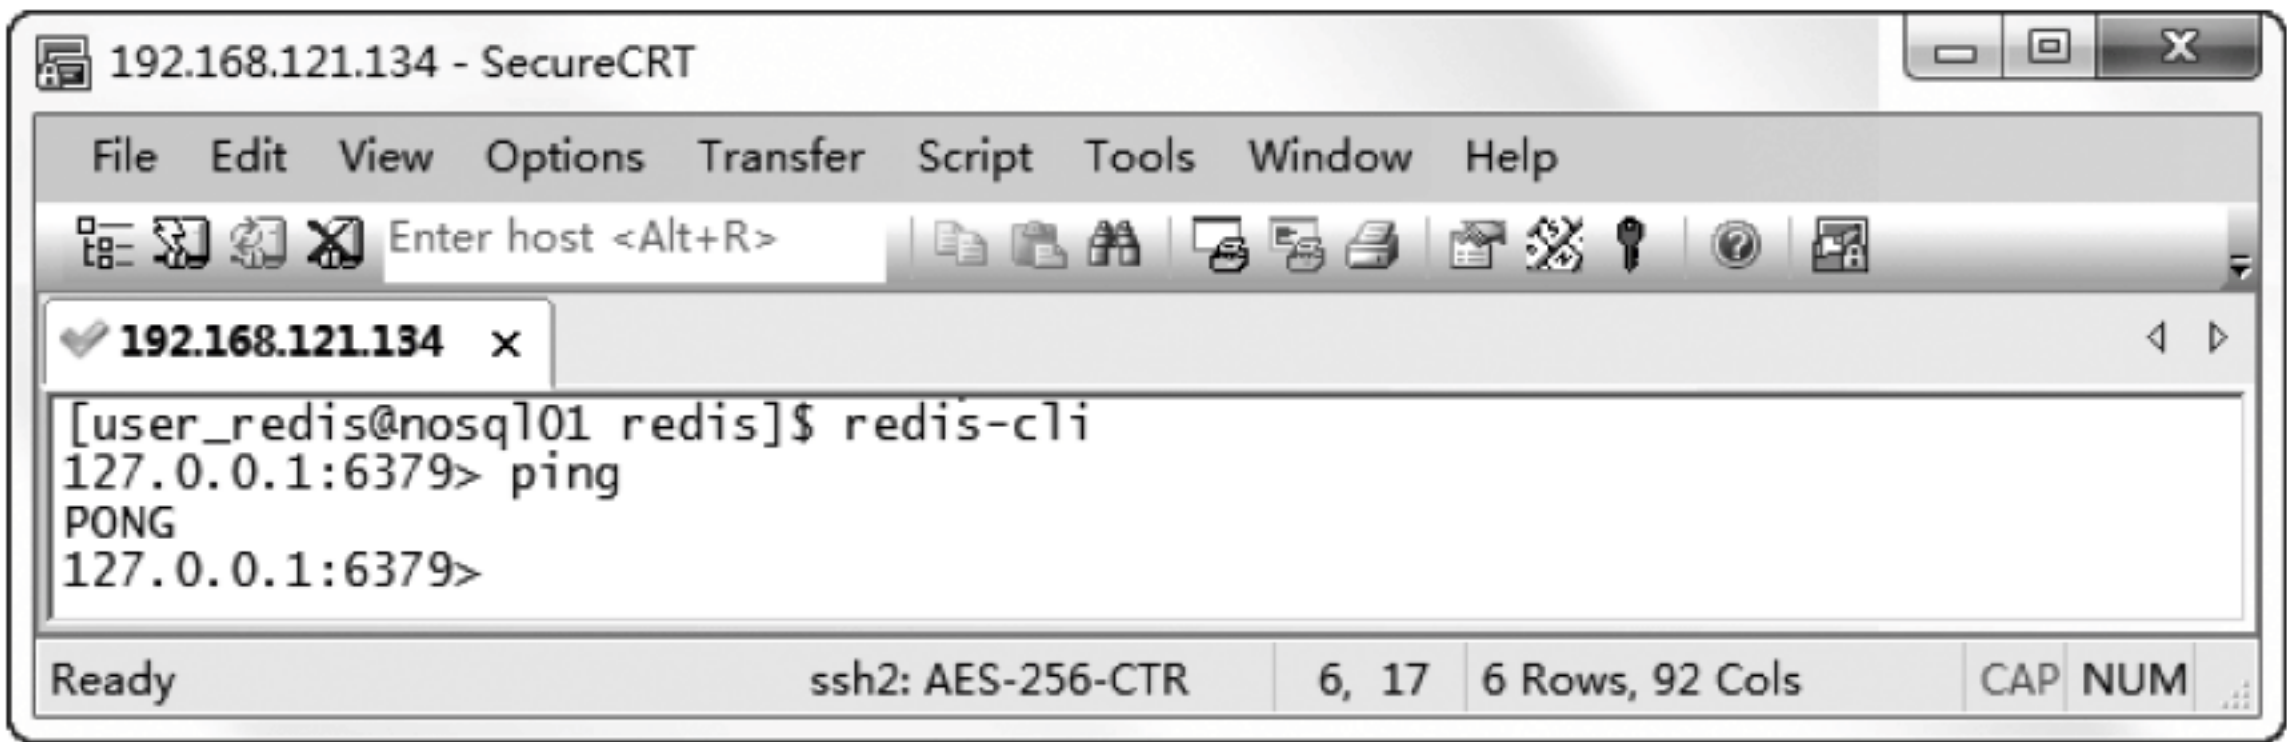 192.168.121.134 - SecureCRT
File Edit View Options Transfer Script Tools Window Help
Enter host <Alt+R>
192.168.121.134 x
[user_redis@nosql01 redis]$ redis-cli
127.0.0.1:6379> ping
PONG
127.0.0.1:6379>
Ready ssh2: AES-256-CTR 6, 17 6 Rows, 92 Cols CAP NUM